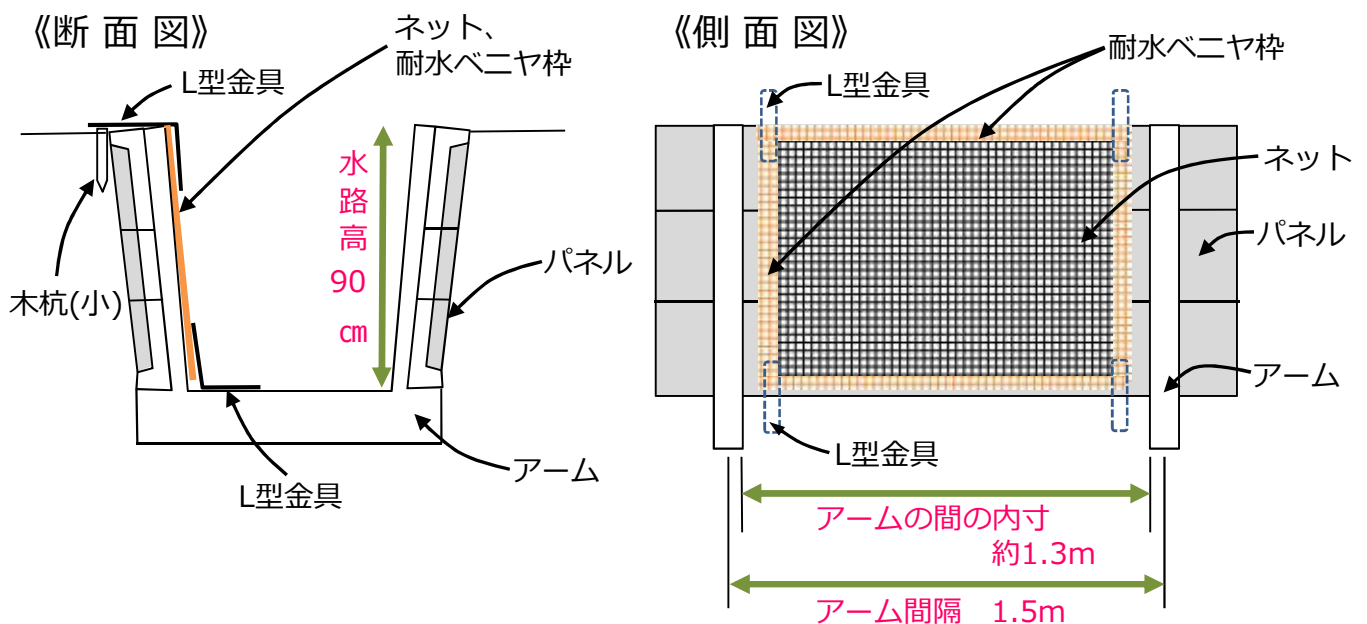 《断 面 図》
ネット、
耐水ベニヤ枠
L型金具
水
路
高
90
㎝
パネル
木杭(小)
アーム
L型金具
《側 面 図》
耐水ベニヤ枠
L型金具
ネット
パネル
アーム
L型金具
アームの間の内寸
約1.3m
アーム間隔　1.5m